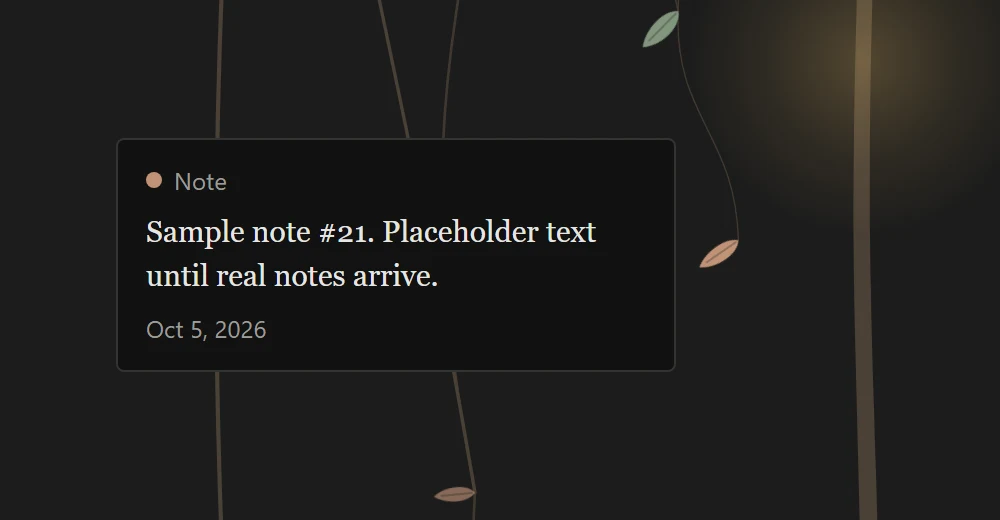 Note
Sample note #21. Placeholder text
until real notes arrive.
Oct 5, 2026